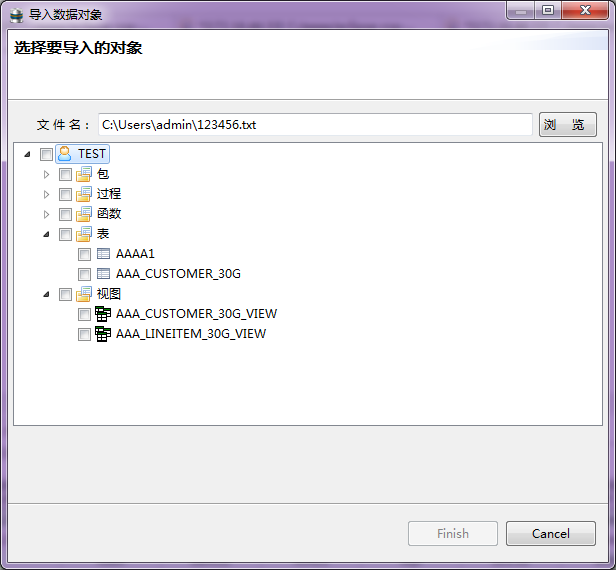 导入数据对象
选择要导入的对象
文件名： C:\Users\admin\123456.txt 浏 览
TEST
包
过程
函数
表
AAAA1
AAA_CUSTOMER_30G
视图
AAA_CUSTOMER_30G_VIEW
AAA_LINEITEM_30G_VIEW
Finish Cancel